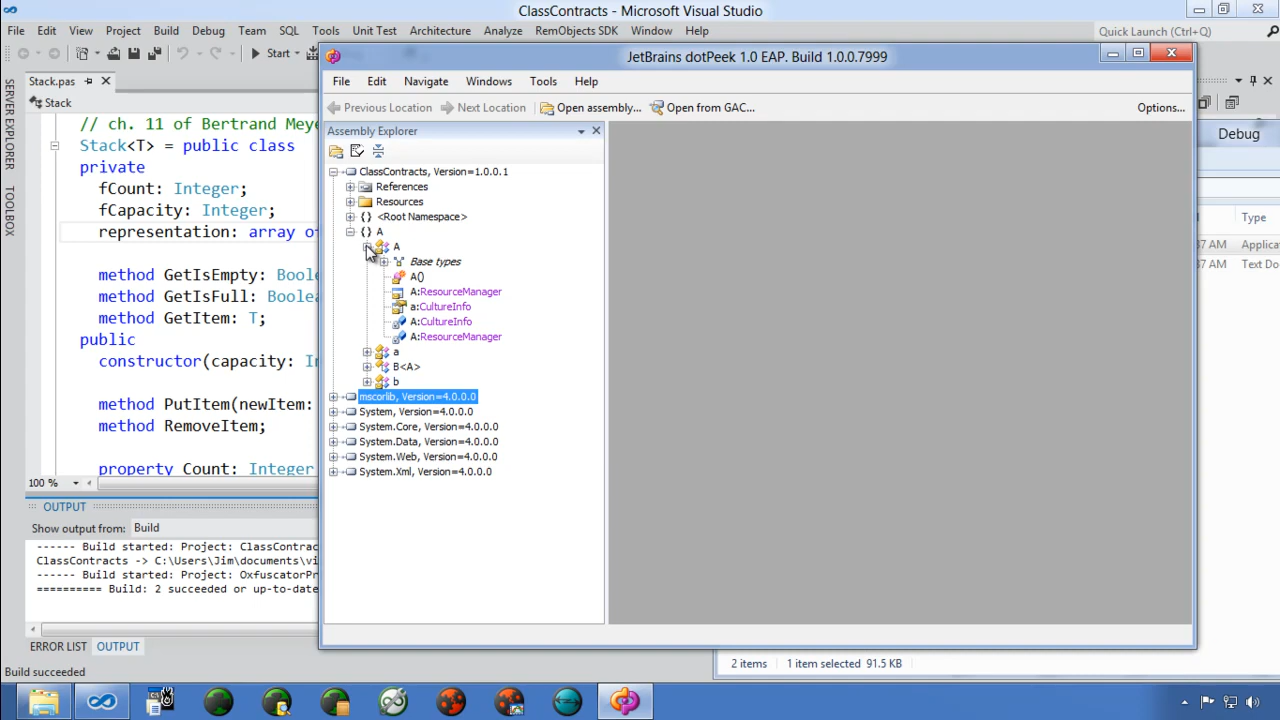 ClassContracts - Microsoft Visual Studio
File Edit View Project Build Debug Team SQL Tools Unit Test Architecture Analyze RemObjects SDK Window Help
Quick Launch (Ctrl+Q)
Start
Stack.pas
Stack
SERVER EXPLORER
TOOLBOX
// ch. 11 of Bertrand Meye
Stack<T> = public class
private
fCount: Integer;
fCapacity: Integer;
representation: array of
method GetIsEmpty: Boole
method GetIsFull: Boolea
method GetItem: T;
public
constructor(capacity: In
method PutItem(newItem:
method RemoveItem;
property Count: Integer
100 %
OUTPUT
Show output from: Build
------ Build started: Project: ClassContrac
ClassContracts -> C:\Users\Jim\documents\vi
------ Build started: Project: OxfuscatorPr
========== Build: 2 succeeded or up-to-date
ERROR LIST OUTPUT
Build succeeded
JetBrains dotPeek 1.0 EAP. Build 1.0.0.7999
File Edit Navigate Windows Tools Help
Previous Location Next Location Open assembly... Open from GAC... Options...
Assembly Explorer
ClassContracts, Version=1.0.0.1
References
Resources
{} <Root Namespace>
{} A
A
Base types
A()
A:ResourceManager
a:CultureInfo
A:CultureInfo
A:ResourceManager
a
B<A>
b
mscorlib, Version=4.0.0.0
System, Version=4.0.0.0
System.Core, Version=4.0.0.0
System.Data, Version=4.0.0.0
System.Web, Version=4.0.0.0
System.Xml, Version=4.0.0.0
Debug
Type
37 AM Applica
37 AM Text Do
2 items 1 item selected 91.5 KB